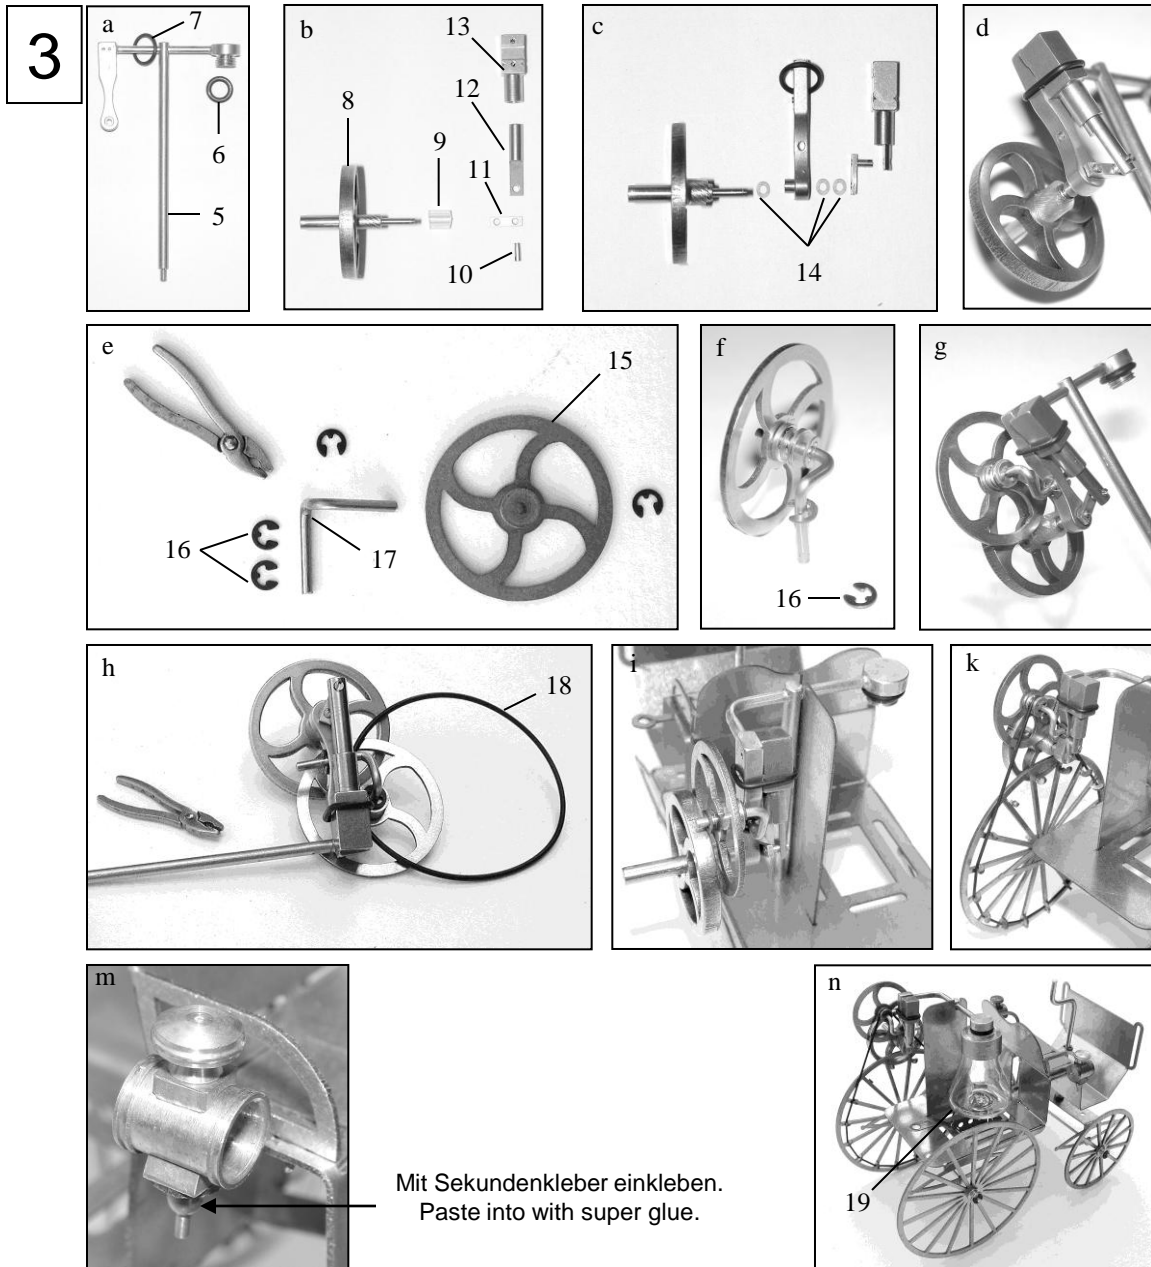 3
a
7
6
5
b
13
12
8
9
11
10
c
14
d
e
15
16
17
f
16
g
h
18
i
k
m
Mit Sekundenkleber einkleben.
Paste into with super glue.
n
19